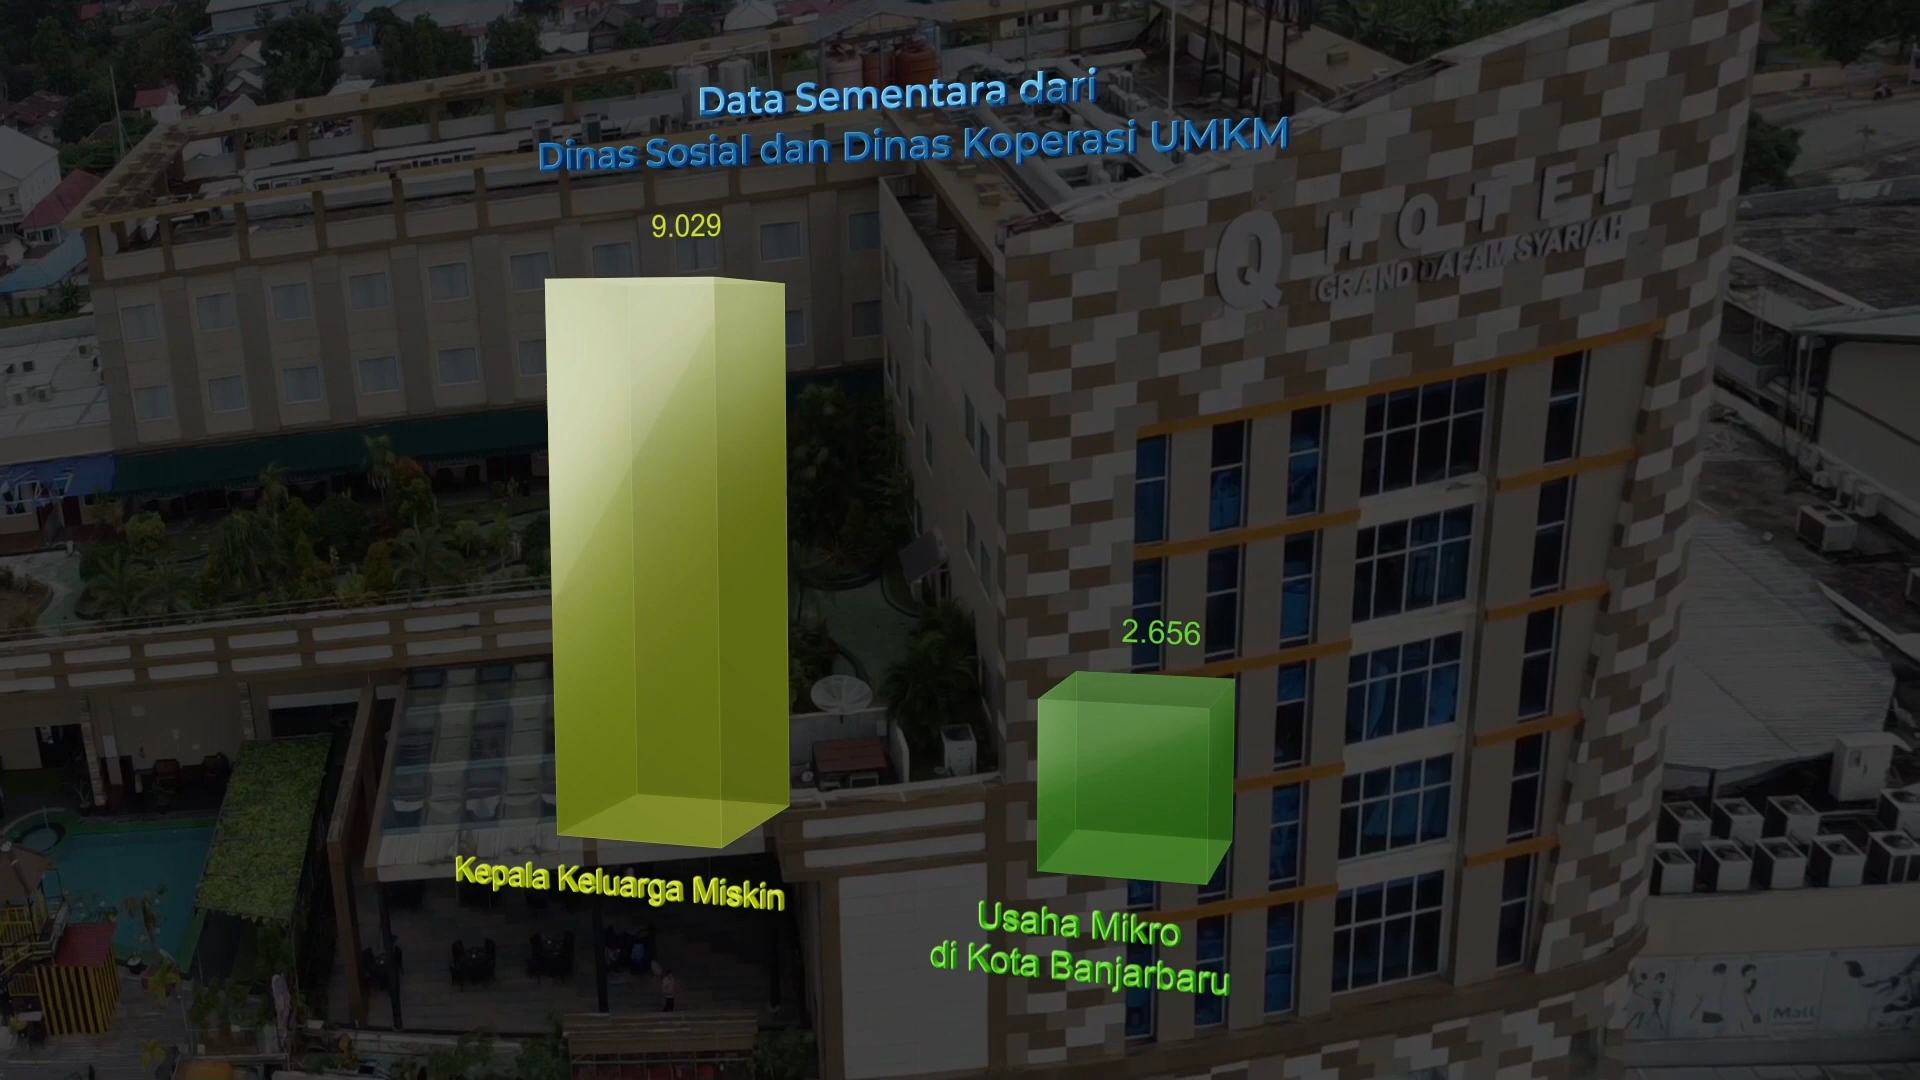 Data Sementara dari
Dinas Sosial dan Dinas Koperasi UMKM
9.029
Q HOTEL
GRAND DAFAM SYARIAH
2.656
Kepala Keluarga Miskin
Usaha Mikro
di Kota Banjarbaru
Mall